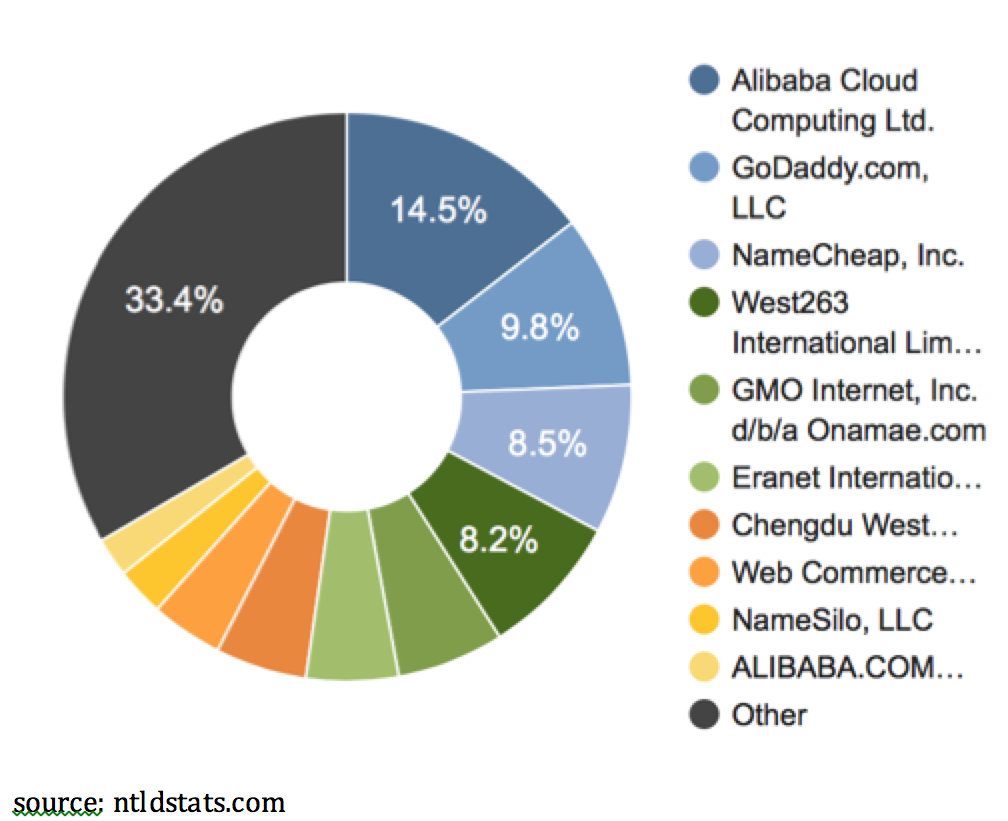 14.5%
9.8%
8.5%
8.2%
33.4%
Alibaba Cloud
Computing Ltd.
GoDaddy.com,
LLC
NameCheap, Inc.
West263
International Lim…
GMO Internet, Inc.
d/b/a Onamae.com
Eranet Internatio…
Chengdu West…
Web Commerce…
NameSilo, LLC
ALIBABA.COM…
Other
source: ntldstats.com